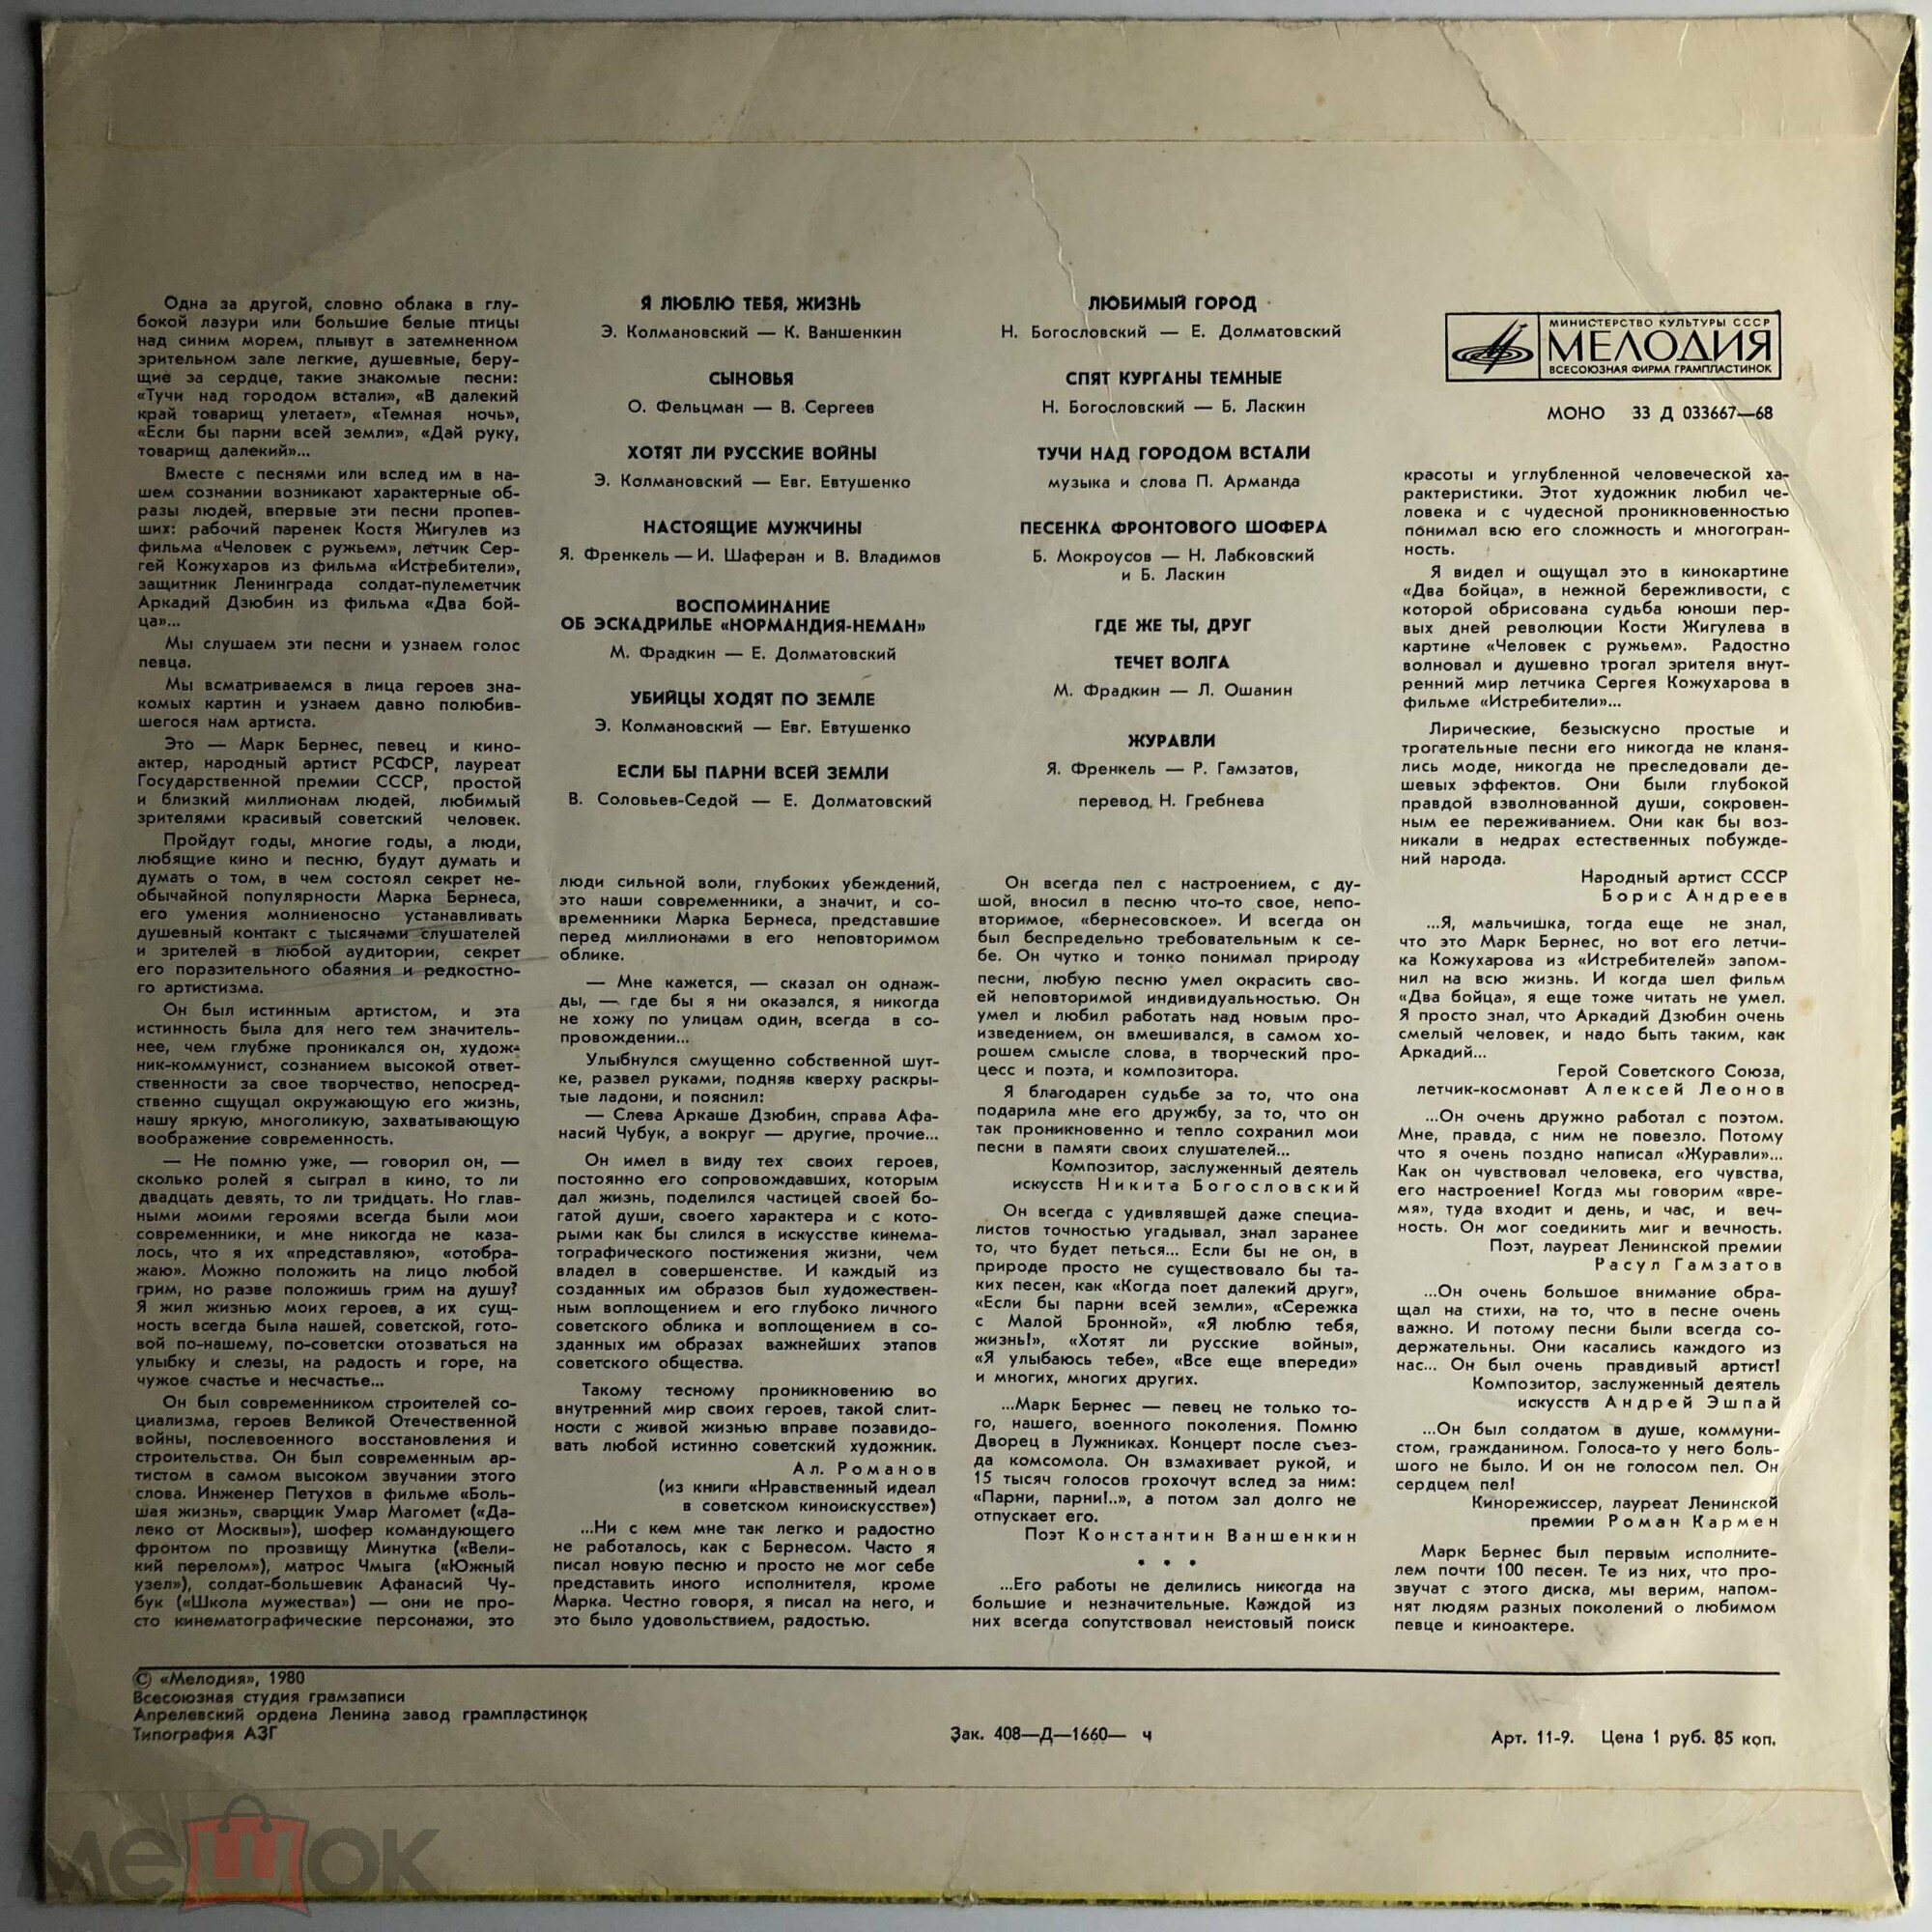 Одна за другой, словно облака в глу-
бокой лазури или большие белые птицы
над синим морем, плывут в затемненном
зрительном зале легкие, душевные, беру-
щие за сердце, такие знакомые песни:
«Тучи над городом встали», «В далекий
край товарищ улетает», «Темная ночь»,
«Если бы парни всей земли», «Дай руку,
товарищ далекий»...
Вместе с песнями или вслед им в на-
шем сознании возникают характерные об-
разы людей, впервые эти песни пропев-
ших: рабочий паренек Костя Жигулев из
фильма «Человек с ружьем», летчик Сер-
гей Кожухаров из фильма «Истребители»,
защитник Ленинграда солдат-пулеметчик
Аркадий Дзюбин из фильма «Два бой-
ца»...
Мы слушаем эти песни и узнаем голос
певца.
Мы всматриваемся в лица героев зна-
комых картин и узнаем давно полюбив-
шегося нам артиста.
Это — Марк Бернес, певец и кино-
актер, народный артист РСФСР, лауреат
Государственной премии СССР, простой
и близкий миллионам людей, любимый
зрителями красивый советский человек.
Пройдут годы, многие годы, а люди,
любящие кино и песню, будут думать и
думать о том, в чем состоял секрет не-
обычайной популярности Марка Бернеса,
его умения молниеносно устанавливать
душевный контакт с тысячами слушателей
и зрителей в любой аудитории, секрет
его поразительного обаяния и редкостно-
го артистизма.
Он был истинным артистом, и эта
истинность была для него тем значитель-
нее, чем глубже проникался он, худож-
ник-коммунист, сознанием высокой ответ-
ственности за свое творчество, непосред-
ственно сщущал окружающую его жизнь,
нашу яркую, многоликую, захватывающую
воображение современность.
— Не помню уже, — говорил он, —
сколько ролей я сыграл в кино, то ли
двадцать девять, то ли тридцать. Но глав-
ными моими героями всегда были мои
современники, и мне никогда не каза-
лось, что я их «представляю», «отобра-
жаю». Можно положить на лицо любой
грим, но разве положишь грим на душу?
Я жил жизнью моих героев, а их сущ-
ность всегда была нашей, советской, гото-
вой по-нашему, по-советски отозваться на
улыбку и слезы, на радость и горе, на
чужое счастье и несчастье...
Он был современником строителей со-
циализма, героев Великой Отечественной
войны, послевоенного восстановления и
строительства. Он был современным ар-
тистом в самом высоком звучании этого
слова. Инженер Петухов в фильме «Боль-
шая жизнь», сварщик Умар Магомет («Да-
леко от Москвы»), шофер командующего
фронтом по прозвищу Минутка («Вели-
кий перелом»), матрос Чмыга («Южный
узел»), солдат-большевик Афанасий Чу-
бук («Школа мужества») — они не про-
сто кинематографические персонажи, это
Я ЛЮБЛЮ ТЕБЯ, ЖИЗНЬ
Э. Колмановский — К. Ваншенкин
СЫНОВЬЯ
О. Фельцман — В. Сергеев
ХОТЯТ ЛИ РУССКИЕ ВОЙНЫ
Э. Колмановский — Евг. Евтушенко
НАСТОЯЩИЕ МУЖЧИНЫ
Я. Френкель — И. Шаферан и В. Владимов
ВОСПОМИНАНИЕ
ОБ ЭСКАДРИЛЬЕ «НОРМАНДИЯ-НЕМАН»
М. Фрадкин — Е. Долматовский
УБИЙЦЫ ХОДЯТ ПО ЗЕМЛЕ
Э. Колмановский — Евг. Евтушенко
ЕСЛИ БЫ ПАРНИ ВСЕЙ ЗЕМЛИ
В. Соловьев-Седой — Е. Долматовский
ЛЮБИМЫЙ ГОРОД
Н. Богословский — Е. Долматовский
СПЯТ КУРГАНЫ ТЕМНЫЕ
Н. Богословский — Б. Ласкин
ТУЧИ НАД ГОРОДОМ ВСТАЛИ
музыка и слова П. Арманда
ПЕСЕНКА ФРОНТОВОГО ШОФЕРА
Б. Мокроусов — Н. Лабковский
и Б. Ласкин
ГДЕ ЖЕ ТЫ, ДРУГ
ТЕЧЕТ ВОЛГА
М. Фрадкин — Л. Ошанин
ЖУРАВЛИ
Я. Френкель — Р. Гамзатов,
перевод Н. Гребнева
люди сильной воли, глубоких убеждений,
это наши современники, а значит, и со-
временники Марка Бернеса, представшие
перед миллионами в его неповторимом
облике.
— Мне кажется, — сказал он однаж-
ды, — где бы я ни оказался, я никогда
не хожу по улицам один, всегда в со-
провождении...
Улыбнулся смущенно собственной шут-
ке, развел руками, подняв кверху раскры-
тые ладони, и пояснил:
— Слева Аркаше Дзюбин, справа Афа-
насий Чубук, а вокруг — другие, прочие...
Он имел в виду тех своих героев,
постоянно его сопровождавших, которым
дал жизнь, поделился частицей своей бо-
гатой души, своего характера и с кото-
рыми как бы слился в искусстве кинема-
тографического постижения жизни, чем
владел в совершенстве. И каждый из
созданных им образов был художествен-
ным воплощением и его глубоко личного
советского облика и воплощением в со-
зданных им образах важнейших этапов
советского общества.
Такому тесному проникновению во
внутренний мир своих героев, такой слит-
ности с живой жизнью вправе позавидо-
вать любой истинно советский художник.
Ал. Романов
(из книги «Нравственный идеал
в советском киноискусстве»)
...Ни с кем мне так легко и радостно
не работалось, как с Бернесом. Часто я
писал новую песню и просто не мог себе
представить иного исполнителя, кроме
Марка. Честно говоря, я писал на него, и
это было удовольствием, радостью.
Он всегда пел с настроением, с ду-
шой, вносил в песню что-то свое, непо-
вторимое, «бернесовское». И всегда он
был беспредельно требовательным к се-
бе. Он чутко и тонко понимал природу
песни, любую песню умел окрасить сво-
ей неповторимой индивидуальностью. Он
умел и любил работать над новым про-
изведением, он вмешивался, в самом хо-
рошем смысле слова, в творческий про-
цесс и поэта, и композитора.
Я благодарен судьбе за то, что она
подарила мне его дружбу, за то, что он
так проникновенно и тепло сохранил мои
песни в памяти своих слушателей...
Композитор, заслуженный деятель
искусств Никита Богословский
Он всегда с удивлявшей даже специа-
листов точностью угадывал, знал заранее
то, что будет петься... Если бы не он, в
природе просто не существовало бы та-
ких песен, как «Когда поет далекий друг»,
«Если бы парни всей земли», «Сережка
с Малой Бронной», «Я люблю тебя,
жизнь!», «Хотят ли русские войны»,
«Я улыбаюсь тебе», «Все еще впереди»
и многих, многих других.
...Марк Бернес — певец не только то-
го, нашего, военного поколения. Помню
Дворец в Лужниках. Концерт после съез-
да комсомола. Он взмахивает рукой, и
15 тысяч голосов грохочут вслед за ним:
«Парни, парни!..», а потом зал долго не
отпускает его.
Поэт Константин Ваншенкин
* * *
...Его работы не делились никогда на
большие и незначительные. Каждой из
них всегда сопутствовал неистовый поиск
МИНИСТЕРСТВО КУЛЬТУРЫ СССР
МЕЛОДИЯ
ВСЕСОЮЗНАЯ ФИРМА ГРАМПЛАСТИНОК
МОНО 33 Д 033667—68
красоты и углубленной человеческой ха-
рактеристики. Этот художник любил че-
ловека и с чудесной проникновенностью
понимал всю его сложность и многогран-
ность.
Я видел и ощущал это в кинокартине
«Два бойца», в нежной бережливости, с
которой обрисована судьба юноши пер-
вых дней революции Кости Жигулева в
картине «Человек с ружьем». Радостно
волновал и душевно трогал зрителя внут-
ренний мир летчика Сергея Кожухарова в
фильме «Истребители»...
Лирические, безыскусно простые и
трогательные песни его никогда не кланя-
лись моде, никогда не преследовали де-
шевых эффектов. Они были глубокой
правдой взволнованной души, сокровен-
ным ее переживанием. Они как бы воз-
никали в недрах естественных побужде-
ний народа.
Народный артист СССР
Борис Андреев
...Я, мальчишка, тогда еще не знал,
что это Марк Бернес, но вот его летчи-
ка Кожухарова из «Истребителей» запом-
нил на всю жизнь. И когда шел фильм
«Два бойца», я еще тоже читать не умел.
Я просто знал, что Аркадий Дзюбин очень
смелый человек, и надо быть таким, как
Аркадий...
Герой Советского Союза,
летчик-космонавт Алексей Леонов
...Он очень дружно работал с поэтом.
Мне, правда, с ним не повезло. Потому
что я очень поздно написал «Журавли»...
Как он чувствовал человека, его чувства,
его настроение! Когда мы говорим «вре-
мя», туда входит и день, и час, и веч-
ность. Он мог соединить миг и вечность.
Поэт, лауреат Ленинской премии
Расул Гамзатов
...Он очень большое внимание обра-
щал на стихи, на то, что в песне очень
важно. И потому песни были всегда со-
держательны. Они касались каждого из
нас... Он был очень правдивый артист!
Композитор, заслуженный деятель
искусств Андрей Эшпай
...Он был солдатом в душе, коммуни-
стом, гражданином. Голоса-то у него боль-
шого не было. И он не голосом пел. Он
сердцем пел!
Кинорежиссер, лауреат Ленинской
премии Роман Кармен
Марк Бернес был первым исполните-
лем почти 100 песен. Те из них, что про-
звучат с этого диска, мы верим, напом-
нят людям разных поколений о любимом
певце и киноактере.
© «Мелодия», 1980
Всесоюзная студия грамзаписи
Апрелевский ордена Ленина завод грампластинок
Типография АЗГ
Зак. 408—Д—1660— ч
Арт. 11-9. Цена 1 руб. 85 коп.
мешок